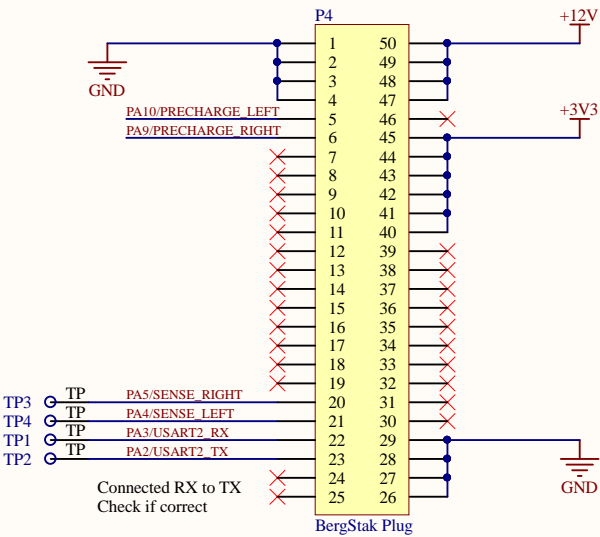 P4
+12V
1 50
2 49
3 48
GND 4 47
PA10/PRECHARGE_LEFT 5 46
+3V3
PA9/PRECHARGE_RIGHT 6 45
7 44
8 43
9 42
10 41
11 40
12 39
13 38
14 37
15 36
16 35
17 34
18 33
19 32
TP3 TP PA5/SENSE_RIGHT 20 31
TP4 TP PA4/SENSE_LEFT 21 30
TP1 TP PA3/USART2_RX 22 29
TP2 TP PA2/USART2_TX 23 28
24 27
Connected RX to TX 25 26 GND
Check if correct
BergStak Plug